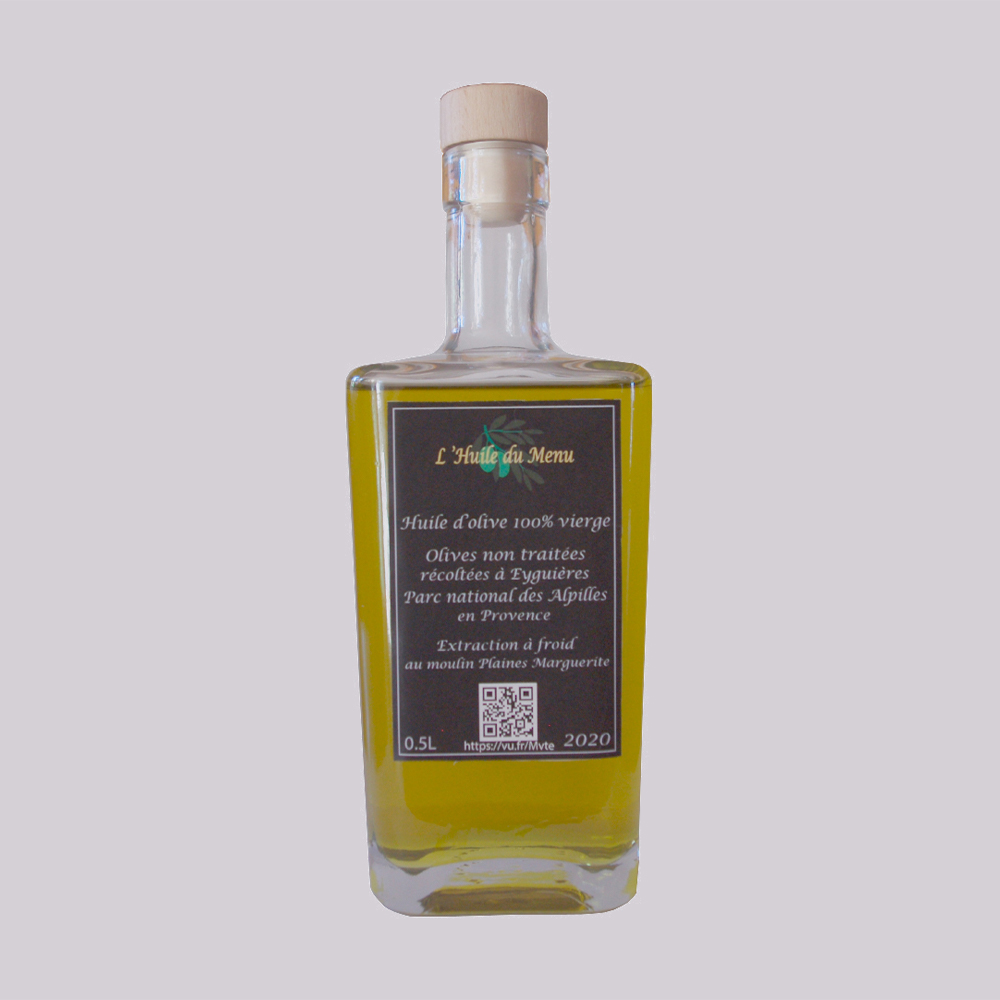 L 'Huile du Menu
Huile d'olive 100% vierge
Olives non traitées
récoltées à Eyguières
Parc national des Alpilles
en Provence
Extraction à froid
au moulin Plaines Marguerite
0.5L
https://vu.fr/Mvte
2020